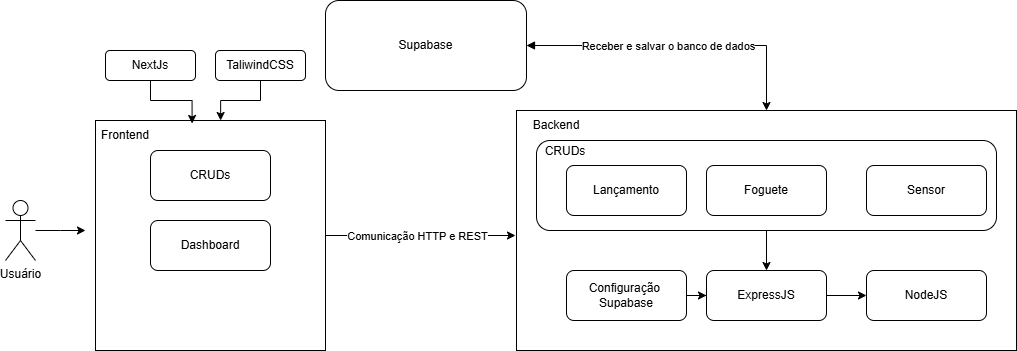 Supabase
Receber e salvar o banco de dados
NextJs
TaliwindCSS
Frontend
CRUDs
Dashboard
Usuário
Comunicação HTTP e REST
Backend
CRUDs
Lançamento
Foguete
Sensor
Configuração
Supabase
ExpressJS
NodeJS